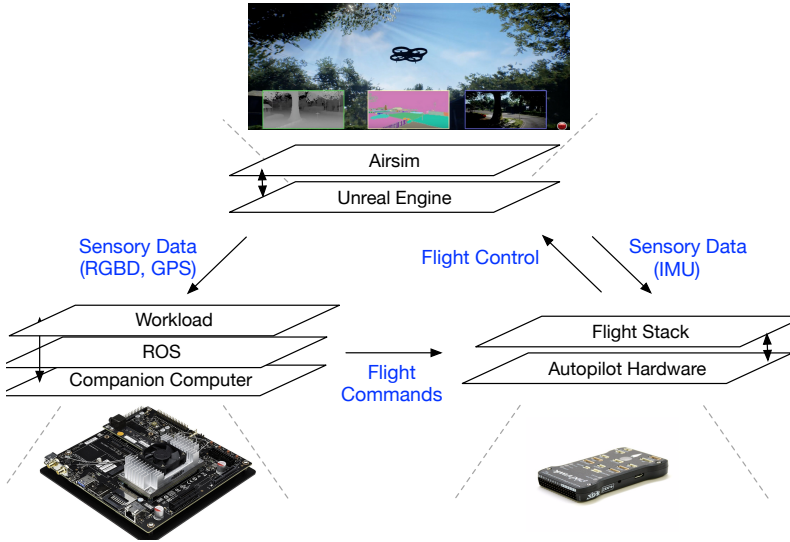 Airsim
Unreal Engine
Sensory Data
(RGBD, GPS)
Flight Control
Sensory Data
(IMU)
Workload
ROS
Companion Computer
Flight
Commands
Flight Stack
Autopilot Hardware